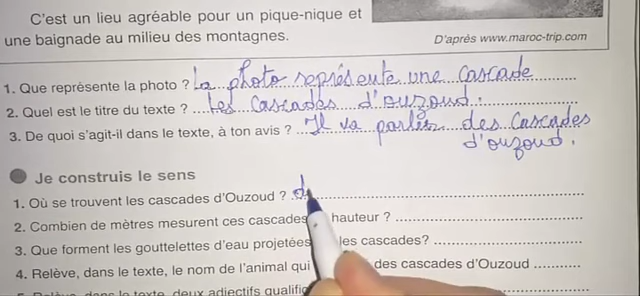 C'est un lieu agréable pour un pique-nique et
une baignade au milieu des montagnes.
D'après www.maroc-trip.com
1. Que représente la photo ? La photo représente une cascade
2. Quel est le titre du texte ? Les cascades d'ouzoud.
3. De quoi s'agit-il dans le texte, à ton avis ? Il va parler des cascades
d'ouzoud.
Je construis le sens
1. Où se trouvent les cascades d'Ouzoud ?
2. Combien de mètres mesurent ces cascades hauteur ?
3. Que forment les gouttelettes d'eau projetées les cascades?
4. Relève, dans le texte, le nom de l'animal qui des cascades d'Ouzoud
dans le texte, deux adjectifs